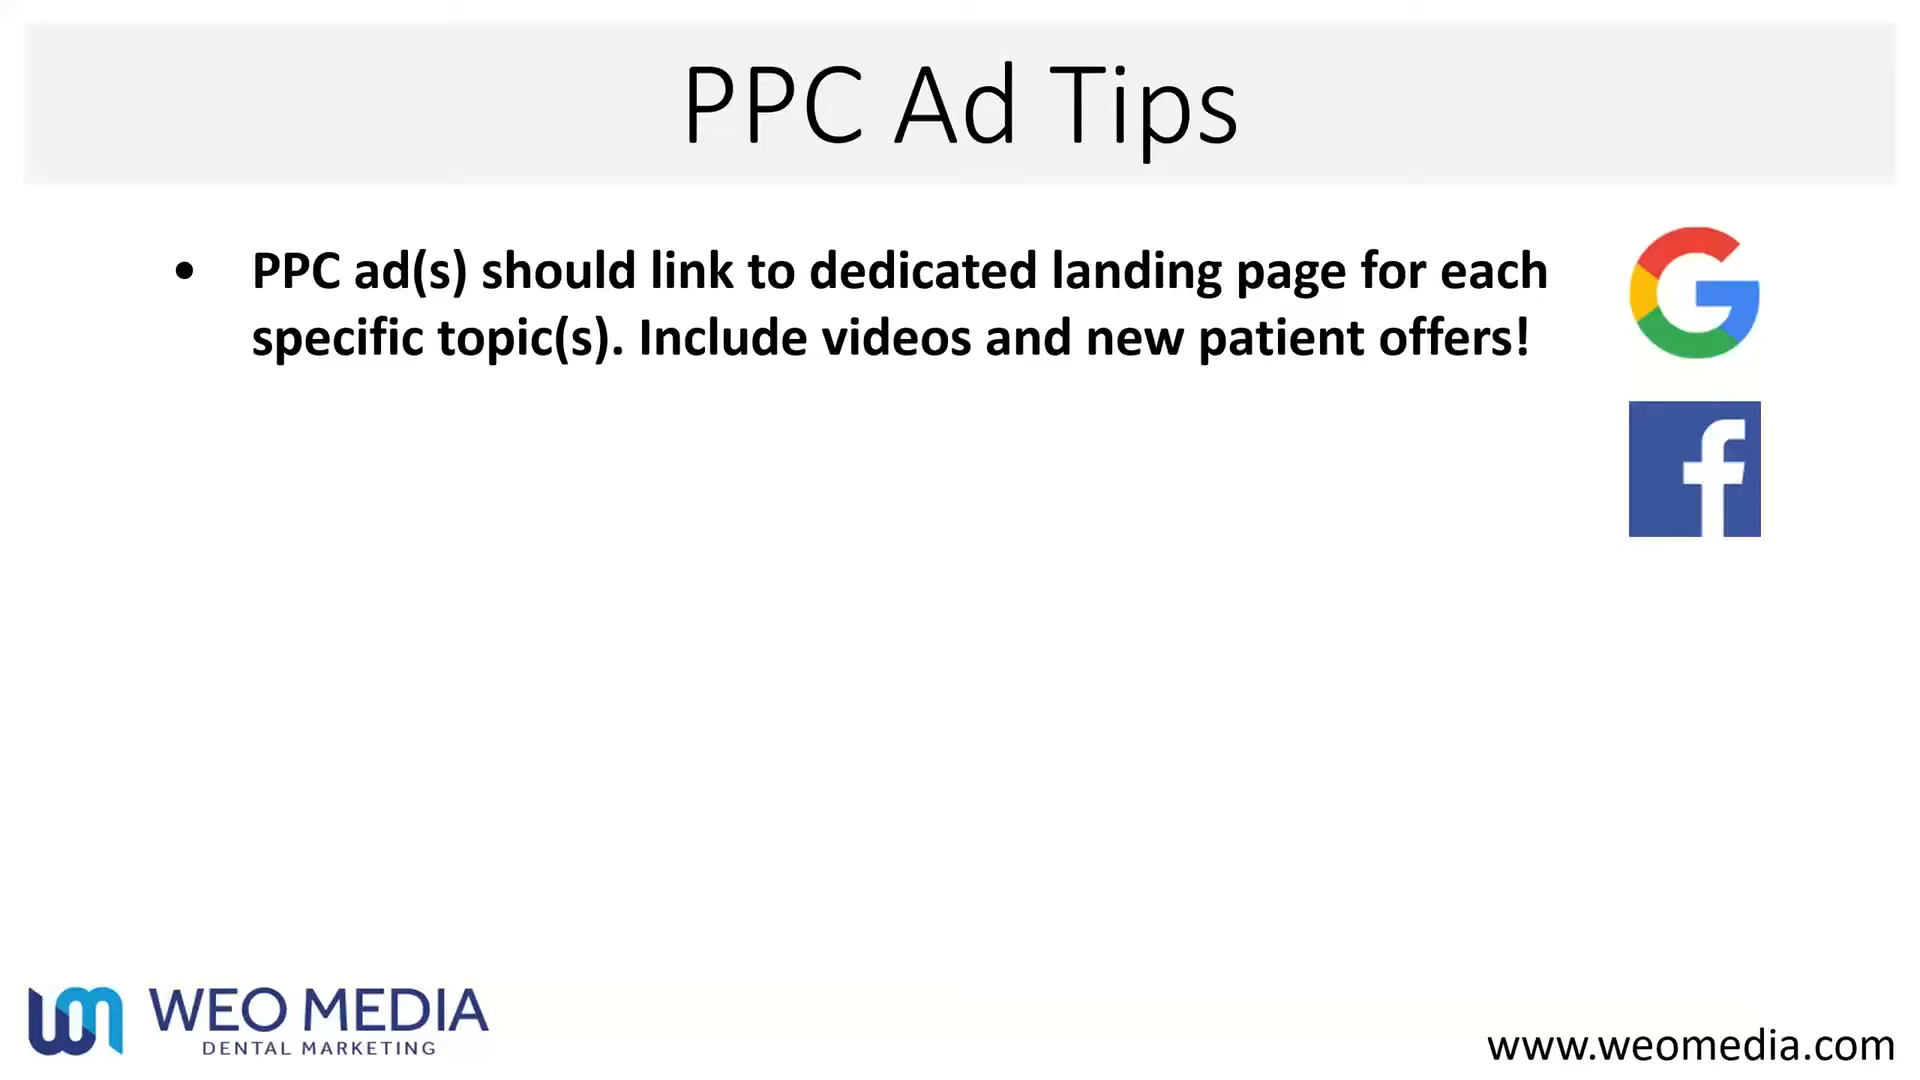 PPC Ad Tips
• PPC ad(s) should link to dedicated landing page for each
specific topic(s). Include videos and new patient offers!
WEO MEDIA
DENTAL MARKETING
www.weomedia.com